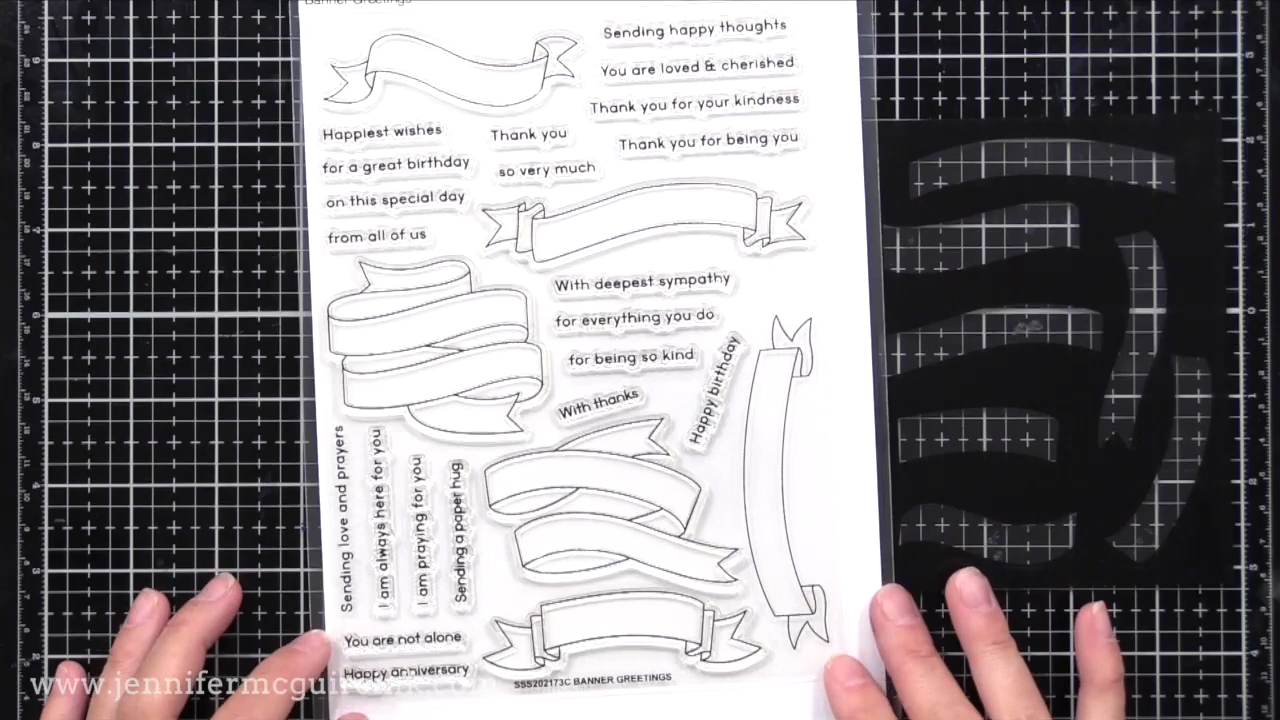 Banner Greetings
Sending happy thoughts
You are loved & cherished
Thank you for your kindness
Thank you for being you
Happiest wishes
Thank you
for a great birthday
so very much
on this special day
from all of us
With deepest sympathy
for everything you do
for being so kind
Happy birthday
With thanks
Sending love and prayers
I am always here for you
I am praying for you
Sending a paper hug
You are not alone
Happy anniversary
SSS202173C BANNER GREETINGS